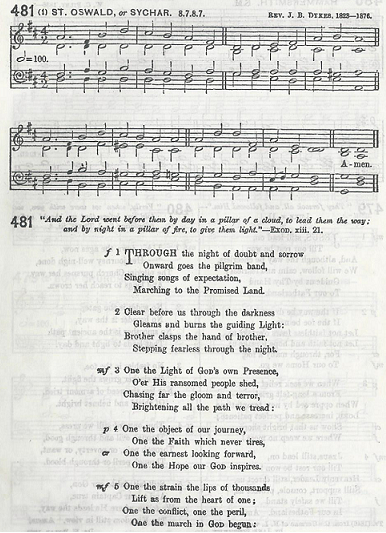 481 (1) ST. OSWALD, or SYCHAR. 8.7.8.7. REV. J. B. DYKES, 1823—1876.
=100.
A - men.
481 "And the Lord went before them by day in a pillar of a cloud, to lead them the way;
and by night in a pillar of fire, to give them light."—EXOD. xiii. 21.
f 1 THROUGH the night of doubt and sorrow
Onward goes the pilgrim band,
Singing songs of expectation,
Marching to the Promised Land.
2 Clear before us through the darkness
Gleams and burns the guiding Light:
Brother clasps the hand of brother,
Stepping fearless through the night.
mf 3 One the Light of God's own Presence,
O'er His ransomed people shed,
Chasing far the gloom and terror,
Brightening all the path we tread:
p 4 One the object of our journey,
cr One the Faith which never tires,
One the earnest looking forward,
One the Hope our God inspires.
mf 5 One the strain the lips of thousands
Lift as from the heart of one;
One the conflict, one the peril,
One the march in God begun: